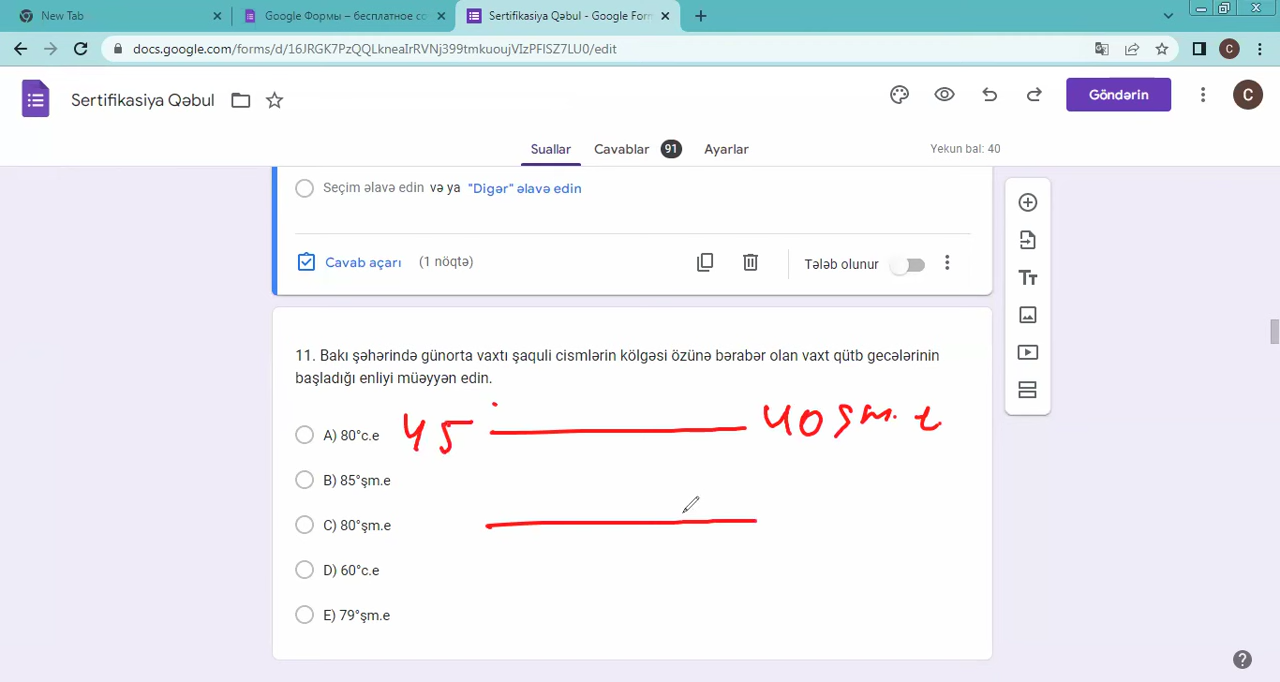 New Tab
Google Формы – бесплатное со
Sertifikasiya Qəbul - Google Form
docs.google.com/forms/d/16JRGK7PzQQLkneaIrRVNj399tmkuoujVIzPFlSZ7LU0/edit
C
Sertifikasiya Qəbul
Göndərin
C
Suallar
Cavablar 91
Ayarlar
Yekun bal: 40
Seçim əlavə edin və ya "Digər" əlavə edin
Cavab açarı (1 nöqtə)
Tələb olunur
11. Bakı şəhərində günorta vaxtı şaquli cismlərin kölgəsi özünə bərabər olan vaxt qütb gecələrinin
başladığı enliyi müəyyən edin.
A) 80°c.e
45 40 şm. e
B) 85°şm.e
C) 80°şm.e
D) 60°c.e
E) 79°şm.e